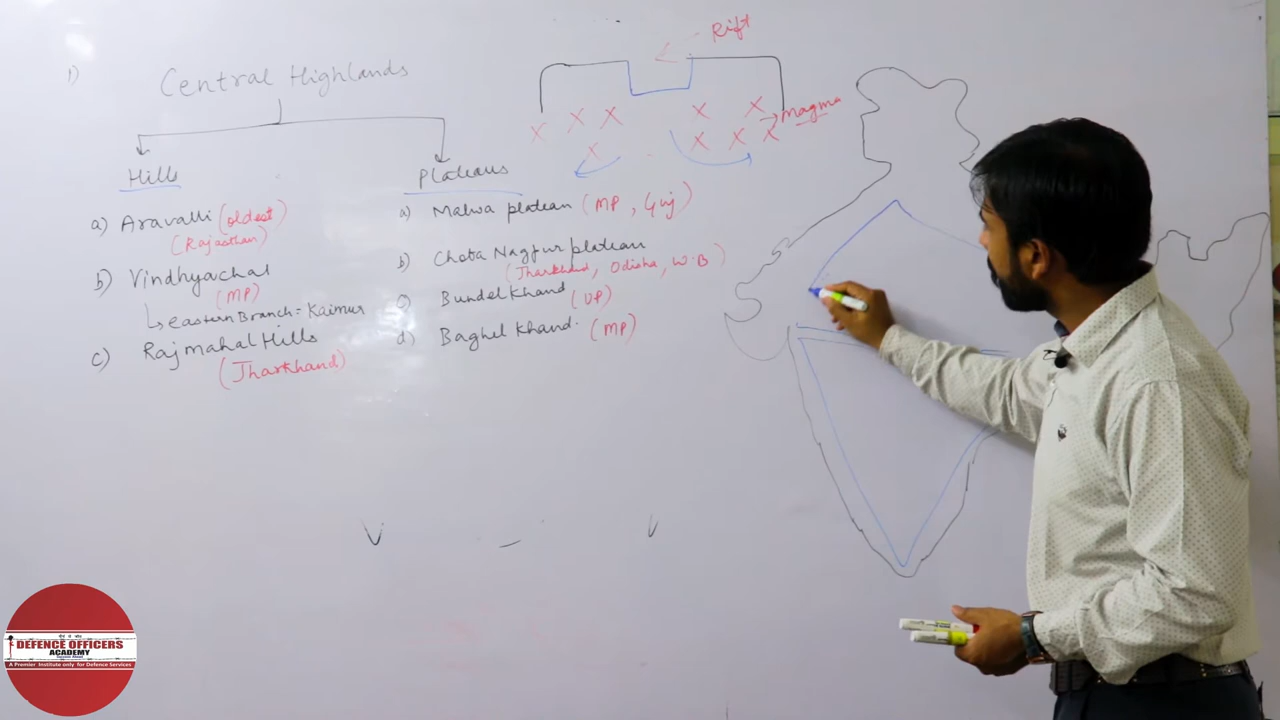 1)
Central Highlands
Hills
a) Aravalli (oldest)
(Rajasthan)
b) Vindhyachal
(MP)
eastern Branch = Kaimur
c) Rajmahal Hills
(Jharkhand)
Plateaus
a) Malwa plateau (MP, Guj)
b) Chota Nagpur plateau
(Jharkhand, Odisha, W.B)
c) Bundelkhand (UP)
d) Baghel Khand. (MP)
Rift
X X X X
X X X X X
Magma
DEFENCE OFFICERS
ACADEMY
A Premier Institute only for Defence Services